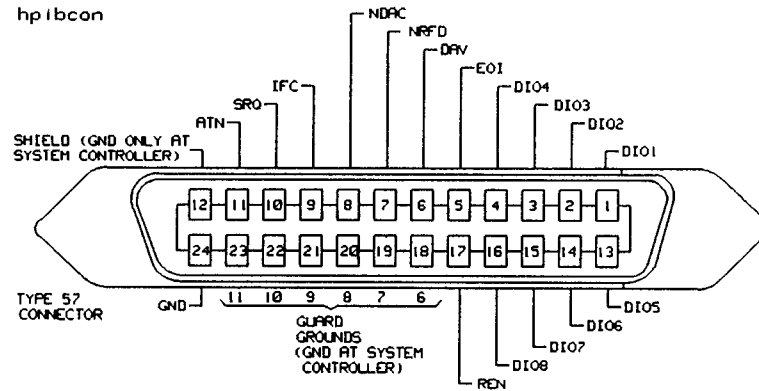 hpibcon
NDAC
NRFD
DAV
EOI
IFC
DIO4
SRQ
DIO3
ATN
DIO2
SHIELD (GND ONLY AT
SYSTEM CONTROLLER)
DIO1
12 11 10 9 8 7 6 5 4 3 2 1
24 23 22 21 20 19 18 17 16 15 14 13
TYPE 57
CONNECTOR
GND
11 10 9 8 7 6
DIO5
GUARD
GROUNDS
(GND AT SYSTEM
CONTROLLER)
DIO6
DIO7
DIO8
REN